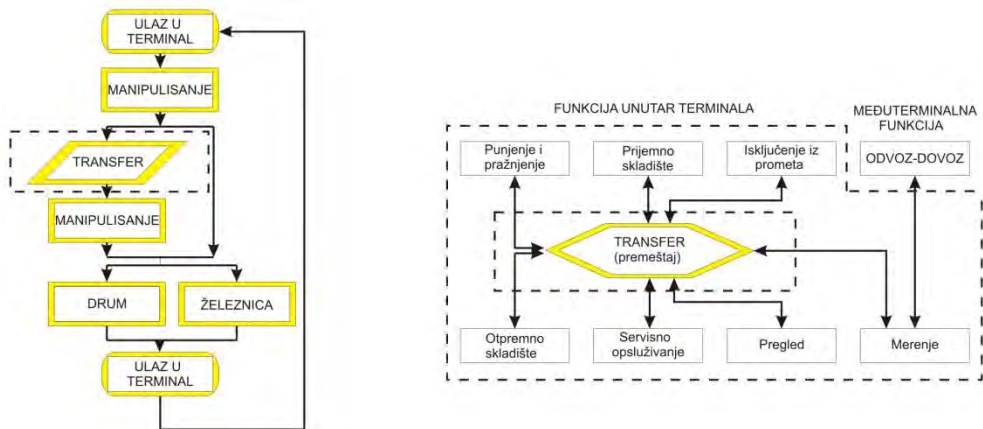 ULAZ U
TERMINAL
MANIPULISANJE
TRANSFER
MANIPULISANJE
DRUM
ŽELEZNICA
ULAZ U
TERMINAL
FUNKCIJA UNUTAR TERMINALA
MEĐUTERMINALNA
FUNKCIJA
Punjenje i
pražnjenje
Prijemno
skladište
Isključenje iz
prometa
ODVOZ-DOVOZ
TRANSFER
(premeštaj)
Otpremno
skladište
Servisno
opsluživanje
Pregled
Merenje